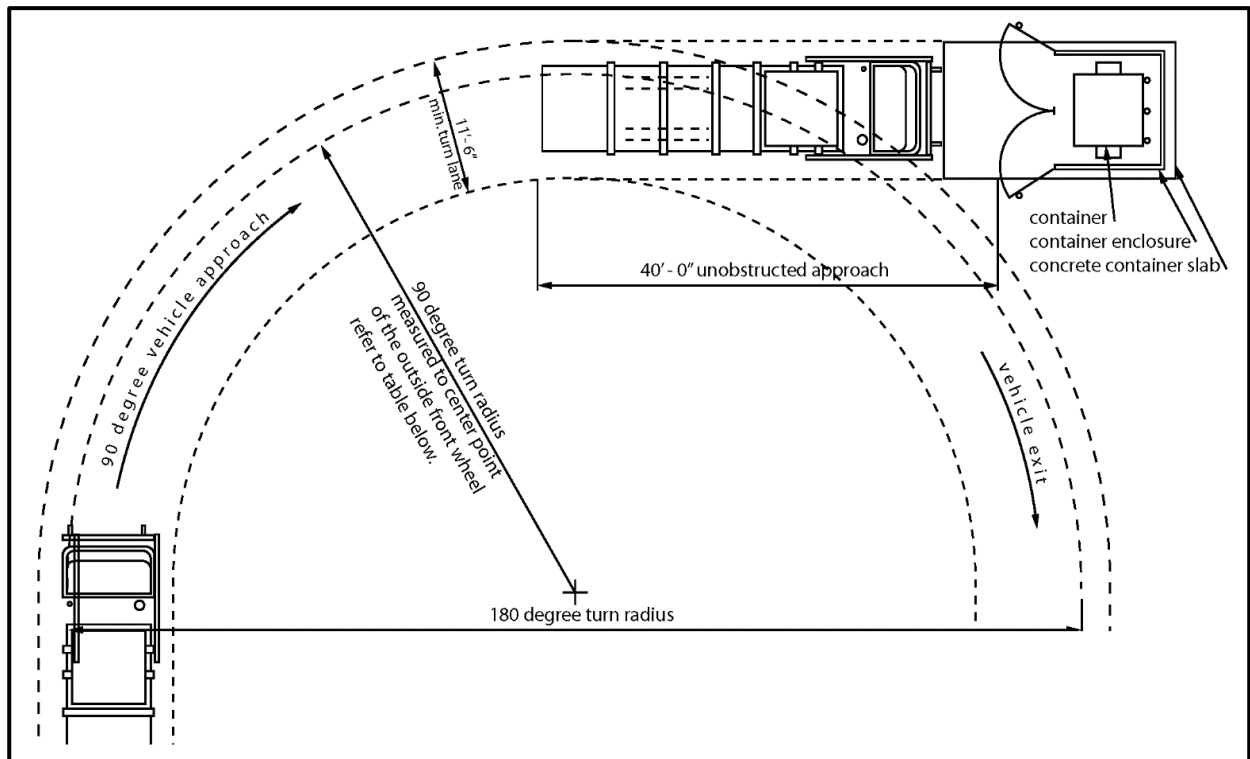 11'- 6"
min. turn lane
90 degree vehicle approach
90 degree turn radius
measured to center point
of the outside front wheel
refer to table below.
container
container enclosure
concrete container slab
40' - 0" unobstructed approach
vehicle exit
180 degree turn radius